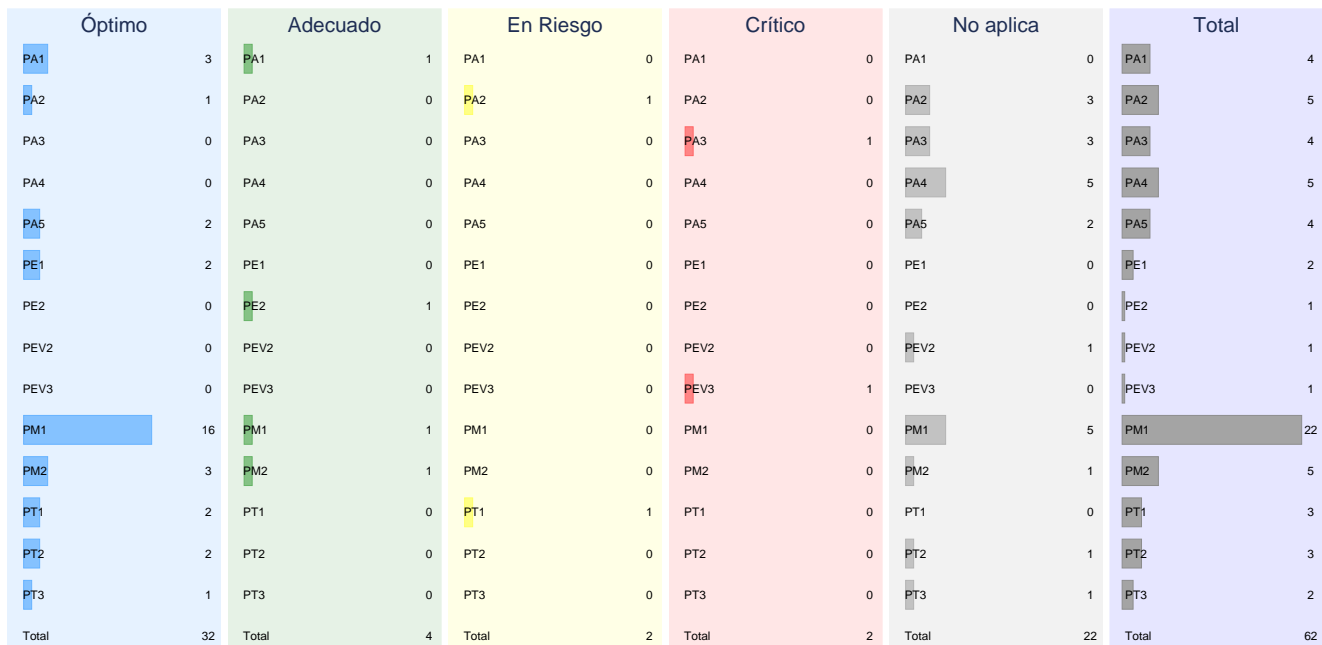 Óptimo Adecuado En Riesgo Crítico No aplica Total
PA1 3 PA1 1 PA1 0 PA1 0 PA1 0 PA1 4
PA2 1 PA2 0 PA2 1 PA2 0 PA2 3 PA2 5
PA3 0 PA3 0 PA3 0 PA3 1 PA3 3 PA3 4
PA4 0 PA4 0 PA4 0 PA4 0 PA4 5 PA4 5
PA5 2 PA5 0 PA5 0 PA5 0 PA5 2 PA5 4
PE1 2 PE1 0 PE1 0 PE1 0 PE1 0 PE1 2
PE2 0 PE2 1 PE2 0 PE2 0 PE2 0 PE2 1
PEV2 0 PEV2 0 PEV2 0 PEV2 0 PEV2 1 PEV2 1
PEV3 0 PEV3 0 PEV3 0 PEV3 1 PEV3 0 PEV3 1
PM1 16 PM1 1 PM1 0 PM1 0 PM1 5 PM1 22
PM2 3 PM2 1 PM2 0 PM2 0 PM2 1 PM2 5
PT1 2 PT1 0 PT1 1 PT1 0 PT1 0 PT1 3
PT2 2 PT2 0 PT2 0 PT2 0 PT2 1 PT2 3
PT3 1 PT3 0 PT3 0 PT3 0 PT3 1 PT3 2
Total 32 Total 4 Total 2 Total 2 Total 22 Total 62